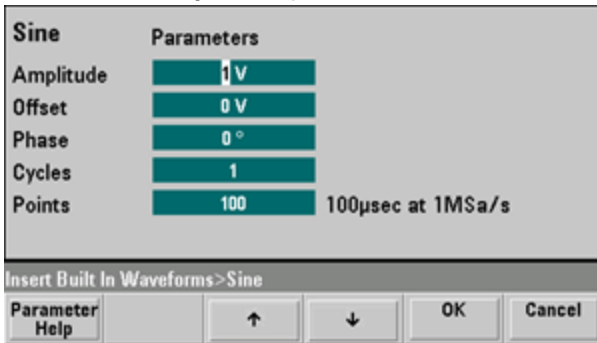 Sine Parameters
Amplitude 1 V
Offset 0 V
Phase 0 °
Cycles 1
Points 100 100µsec at 1MSa/s
Insert Built In Waveforms>Sine
Parameter Help ↑ ↓ OK Cancel